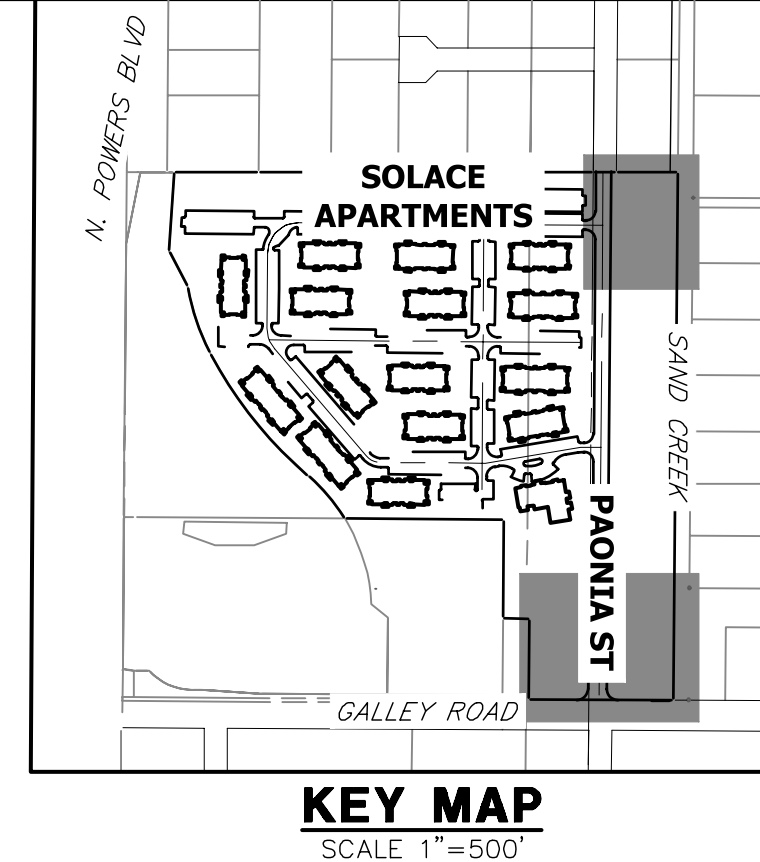 N. POWERS BLVD
SOLACE
APARTMENTS
SAND CREEK
PAONIA ST
GALLEY ROAD
KEY MAP
SCALE 1"=500'